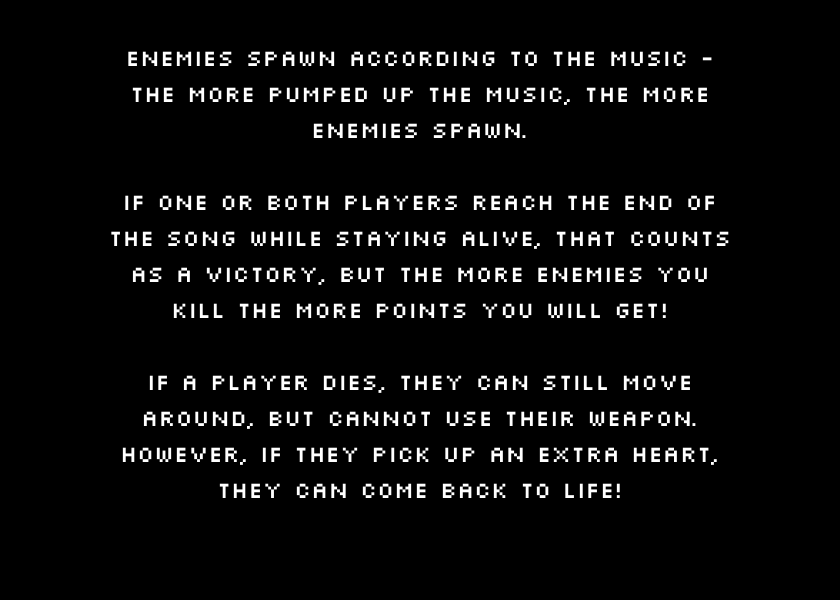 ENEMIES SPAWN ACCORDING TO THE MUSIC -
THE MORE PUMPED UP THE MUSIC, THE MORE
ENEMIES SPAWN.
IF ONE OR BOTH PLAYERS REACH THE END OF
THE SONG WHILE STAYING ALIVE, THAT COUNTS
AS A VICTORY, BUT THE MORE ENEMIES YOU
KILL THE MORE POINTS YOU WILL GET!
IF A PLAYER DIES, THEY CAN STILL MOVE
AROUND, BUT CANNOT USE THEIR WEAPON.
HOWEVER, IF THEY PICK UP AN EXTRA HEART,
THEY CAN COME BACK TO LIFE!